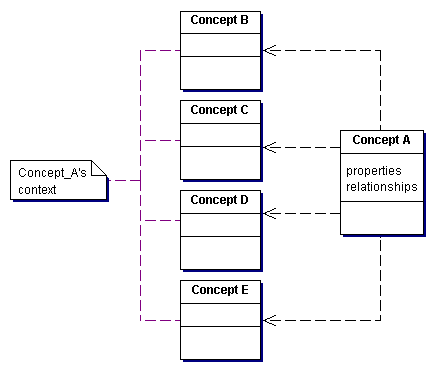 Concept B
Concept C
Concept A
properties
relationships
Concept_A's
context
Concept D
Concept E